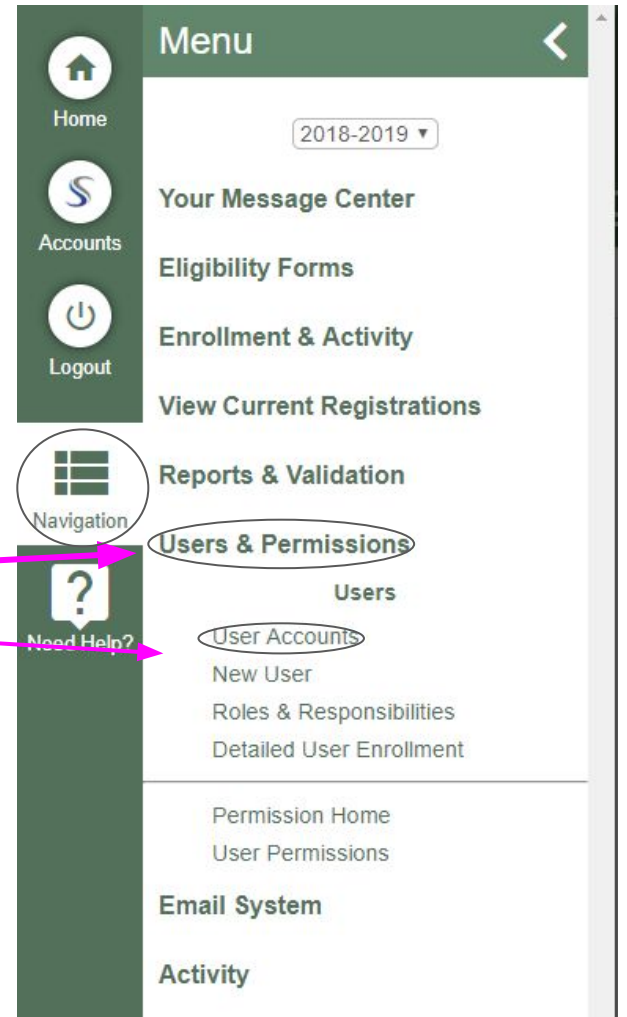 Home
Accounts
Logout
Navigation
?
Need Help?
Menu
2018-2019
Your Message Center
Eligibility Forms
Enrollment & Activity
View Current Registrations
Reports & Validation
Users & Permissions
Users
User Accounts
New User
Roles & Responsibilities
Detailed User Enrollment
Permission Home
User Permissions
Email System
Activity